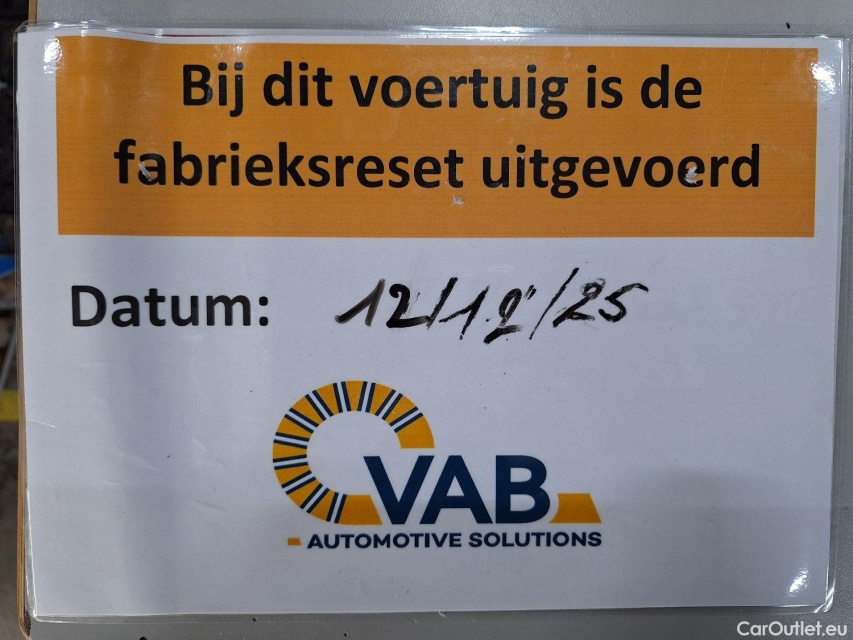 Bij dit voertuig is de
fabrieksreset uitgevoerd
Datum: 12/12/25
VAB
AUTOMOTIVE SOLUTIONS
CarOutlet.eu